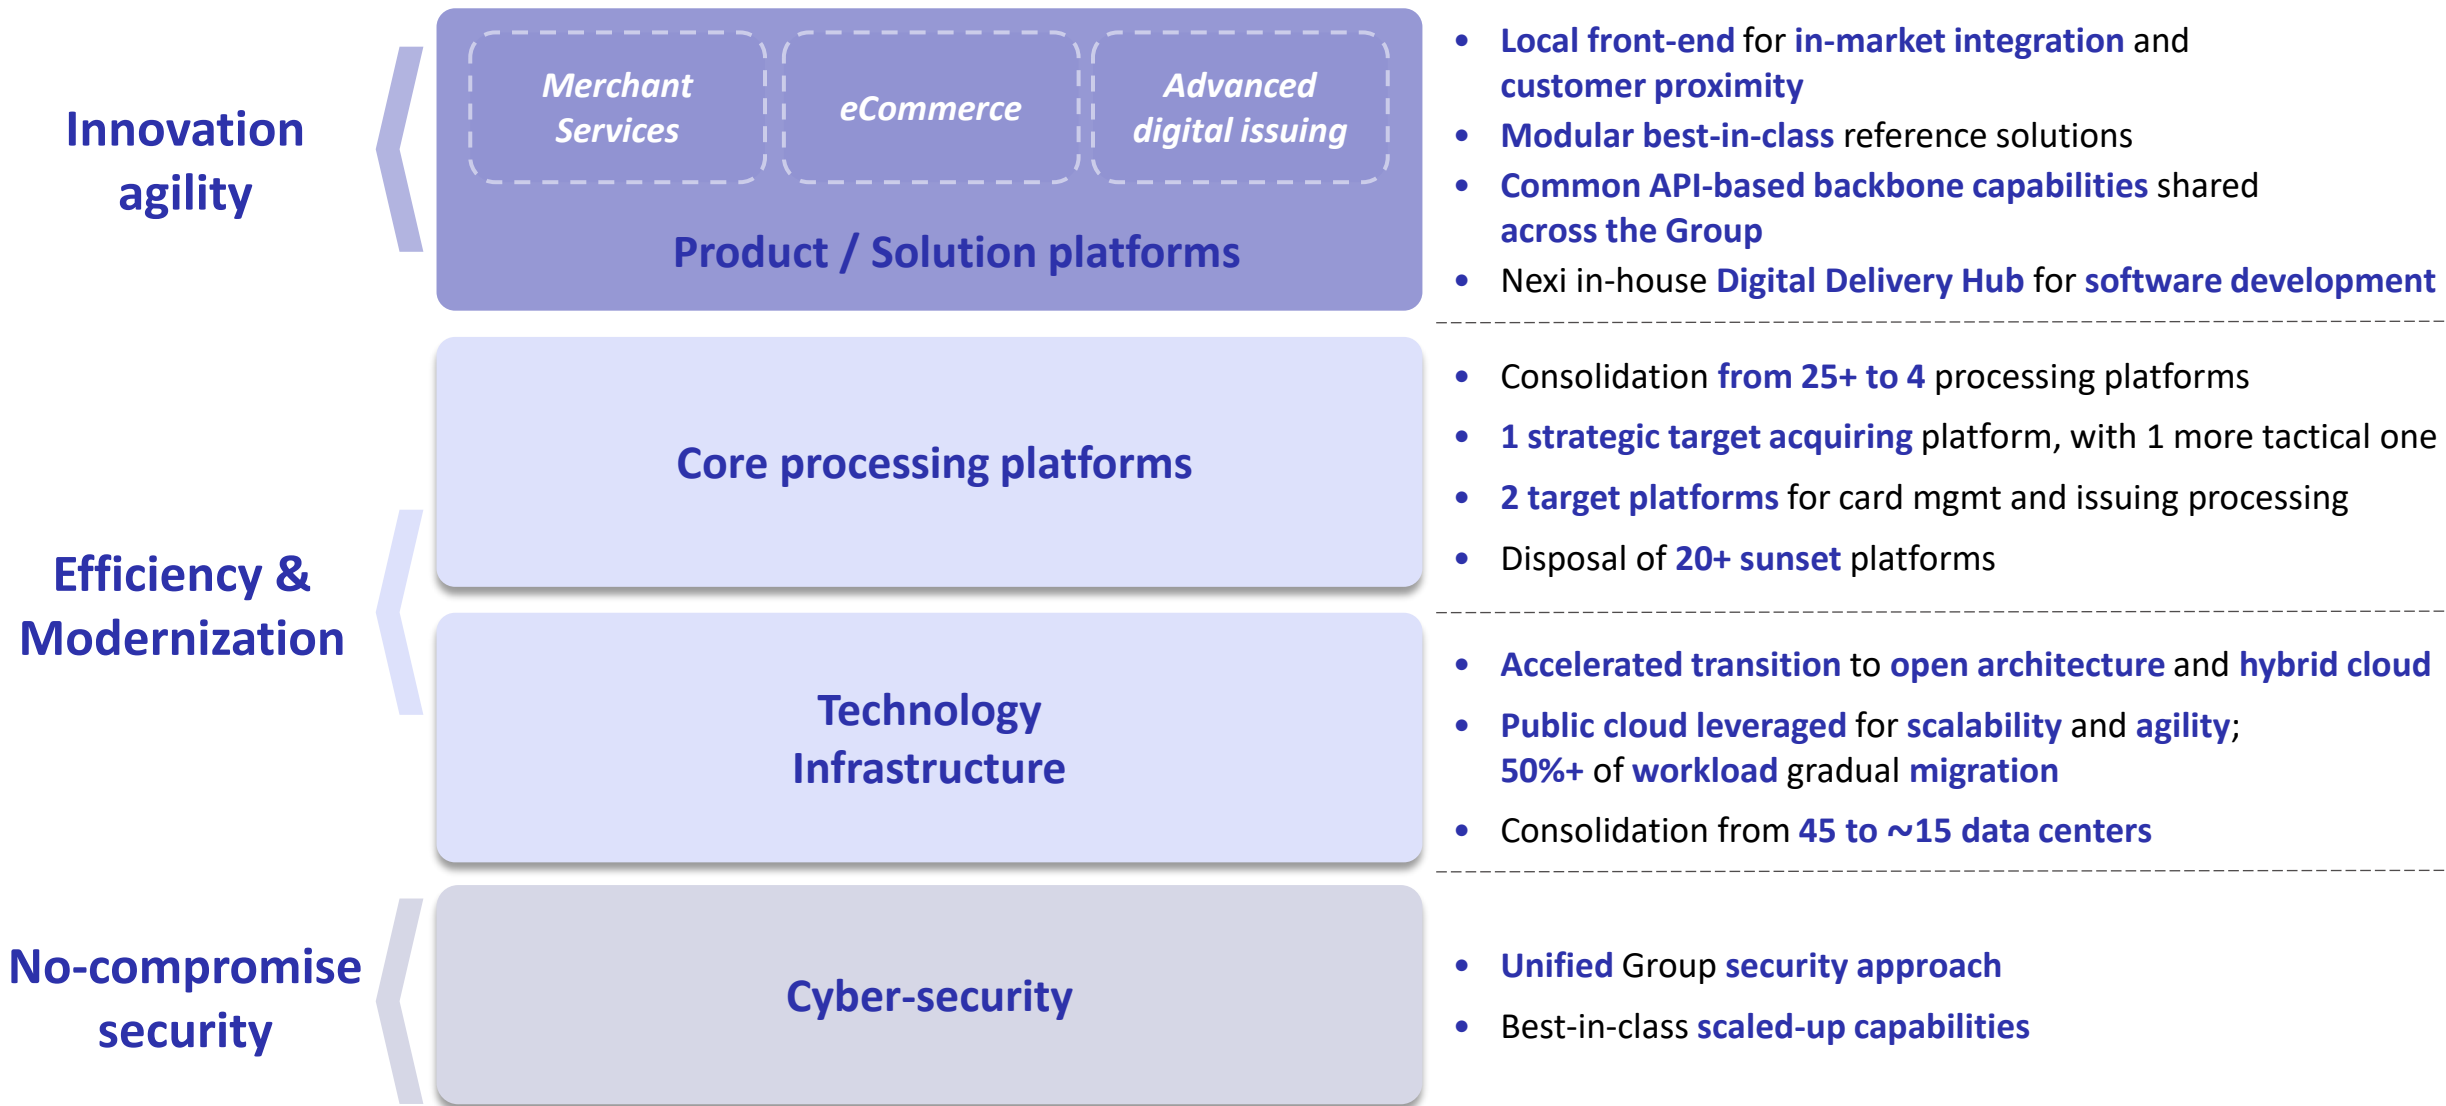 Innovation
agility
Merchant
Services
eCommerce
Advanced
digital issuing
Product / Solution platforms
• Local front-end for in-market integration and
customer proximity
• Modular best-in-class reference solutions
• Common API-based backbone capabilities shared
across the Group
• Nexi in-house Digital Delivery Hub for software development
Efficiency &
Modernization
Core processing platforms
• Consolidation from 25+ to 4 processing platforms
• 1 strategic target acquiring platform, with 1 more tactical one
• 2 target platforms for card mgmt and issuing processing
• Disposal of 20+ sunset platforms
Technology
Infrastructure
• Accelerated transition to open architecture and hybrid cloud
• Public cloud leveraged for scalability and agility;
50%+ of workload gradual migration
• Consolidation from 45 to ~15 data centers
No-compromise
security
Cyber-security
• Unified Group security approach
• Best-in-class scaled-up capabilities